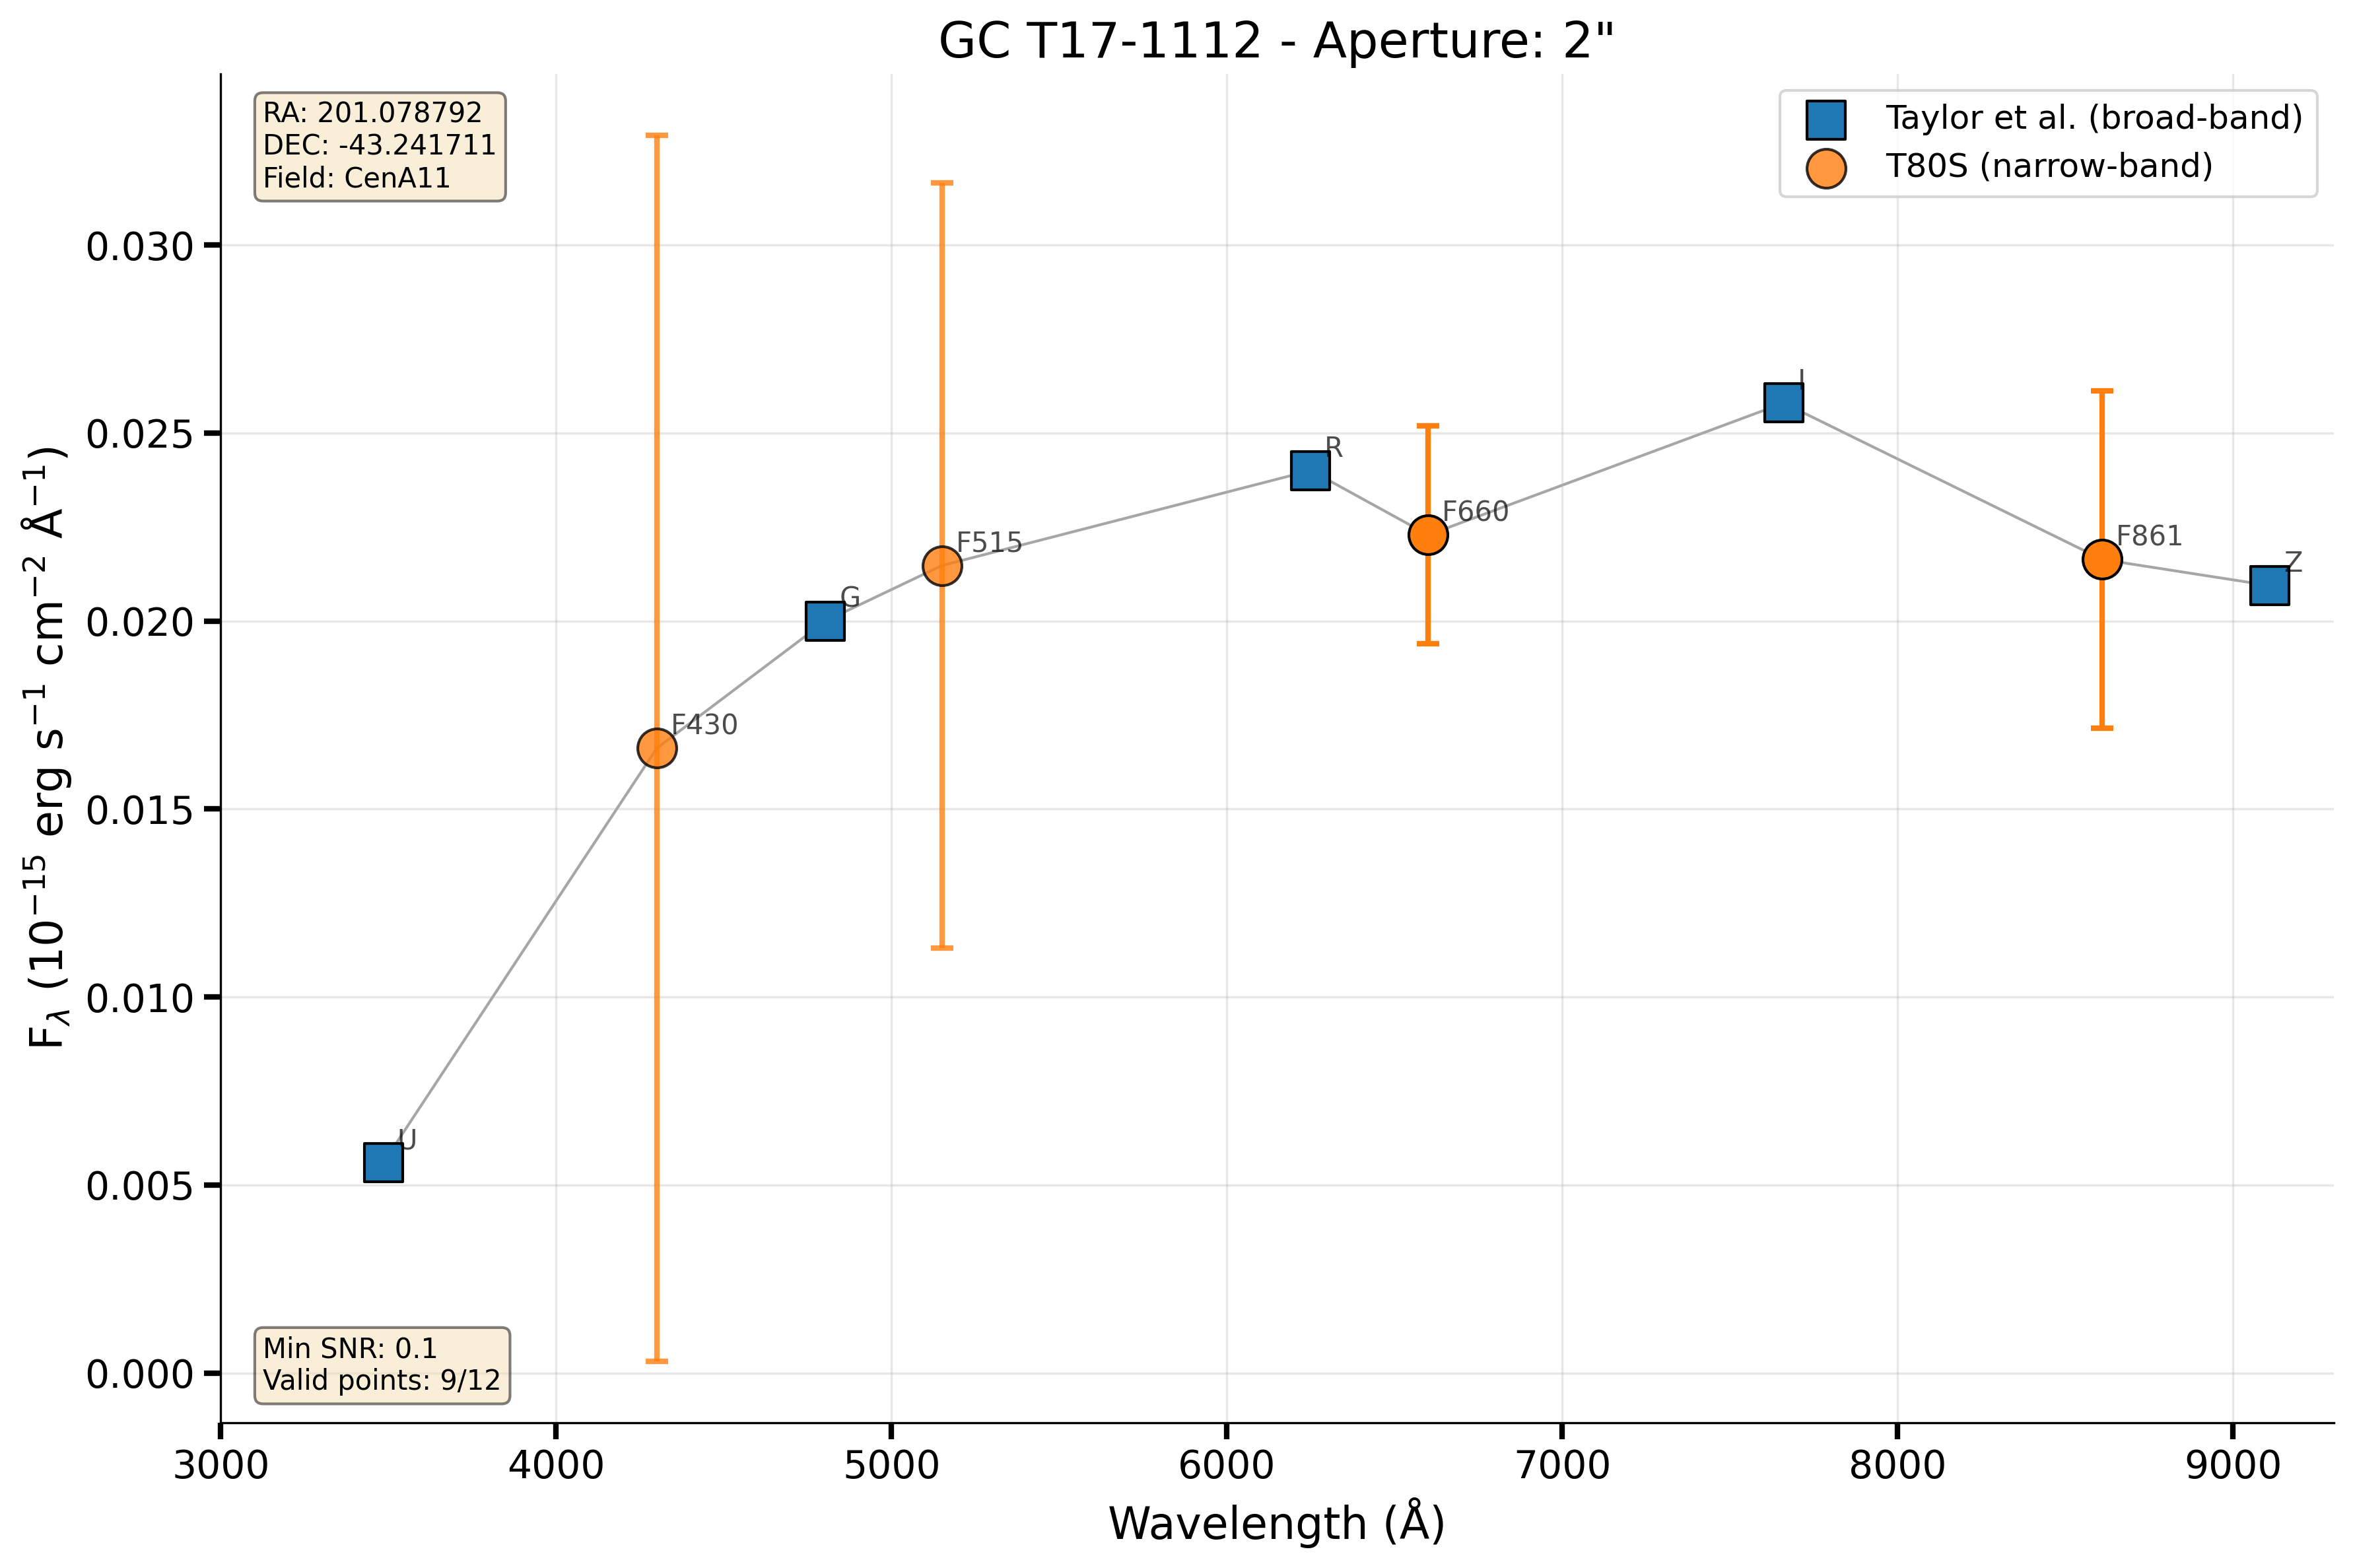 GC T17-1112 - Aperture: 2"
RA: 201.078792
DEC: -43.241711
Field: CenA11
Taylor et al. (broad-band)
T80S (narrow-band)
F_λ (10⁻¹⁵ erg s⁻¹ cm⁻² Å⁻¹)
0.030
0.025
0.020
0.015
0.010
0.005
0.000
U
F430
G
F515
R
F660
I
F861
Z
Min SNR: 0.1
Valid points: 9/12
3000 4000 5000 6000 7000 8000 9000
Wavelength (Å)